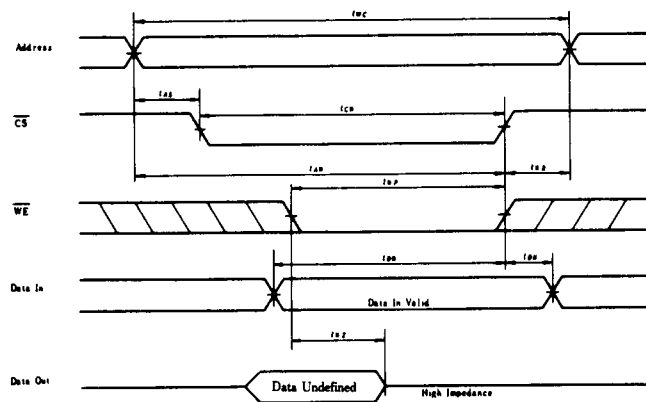 tWC
Address
tAS
tCW
CS
tAW
tWR
tWP
WE
tDW
tDH
Data In
Data In Valid
tWZ
Data Out
Data Undefined
High Impedance